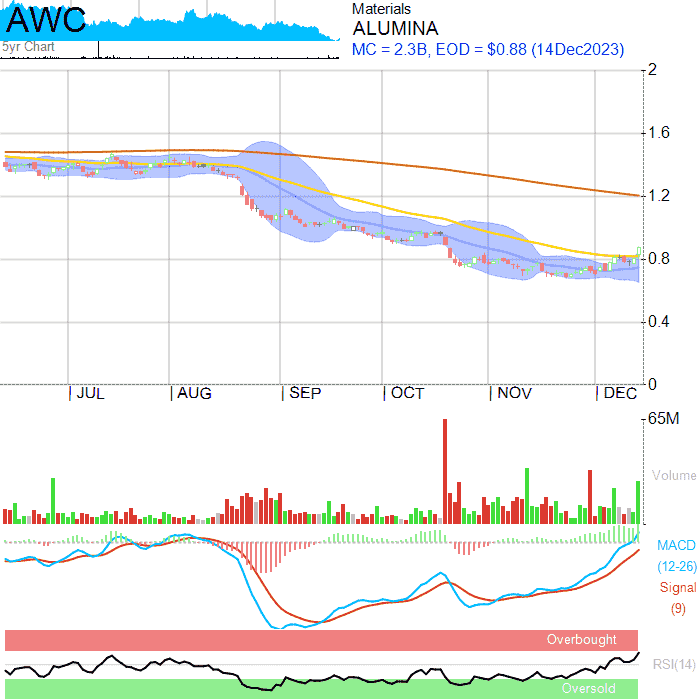 AWC
5yr Chart
Materials
ALUMINA
MC = 2.3B, EOD = $0.88 (14Dec2023)
2
1.6
1.2
0.8
0.4
0
JUL
AUG
SEP
OCT
NOV
DEC
65M
Volume
MACD
(12-26)
Signal
(9)
Overbought
RSI(14)
Oversold